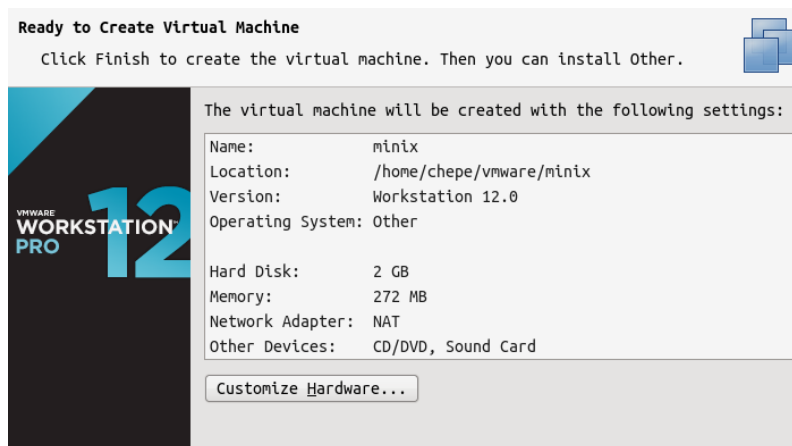 Ready to Create Virtual Machine
Click Finish to create the virtual machine. Then you can install Other.
The virtual machine will be created with the following settings:
Name: minix
Location: /home/chepe/vmware/minix
Version: Workstation 12.0
Operating System: Other
Hard Disk: 2 GB
Memory: 272 MB
Network Adapter: NAT
Other Devices: CD/DVD, Sound Card
Customize Hardware...
VMWARE
WORKSTATION™
PRO
12